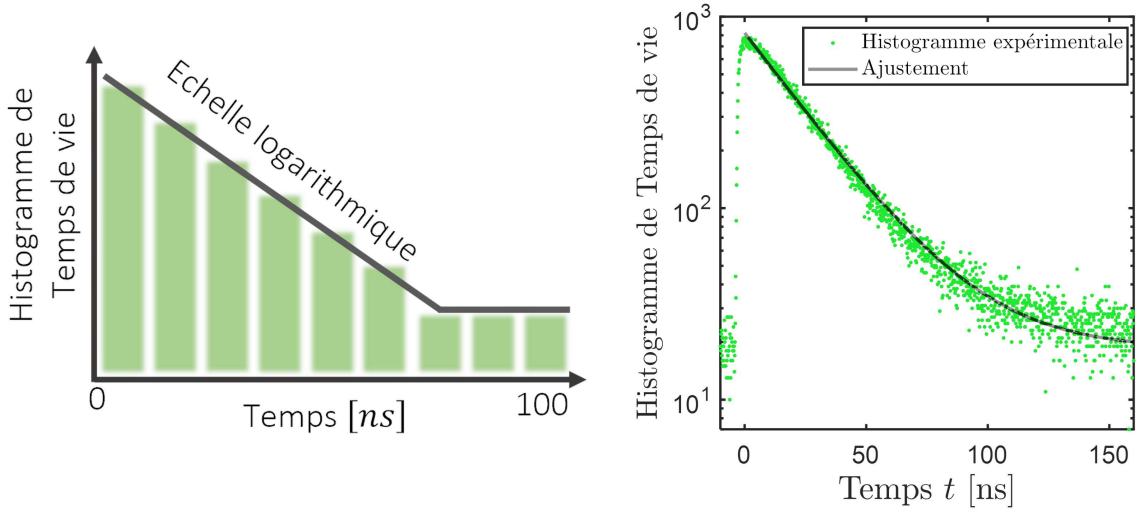 Histogramme de
Temps de vie
Echelle logarithmique
0
100
Temps [ns]
Histogramme de Temps de vie
10³
10²
10¹
Histogramme expérimentale
Ajustement
0
50
100
150
Temps t [ns]